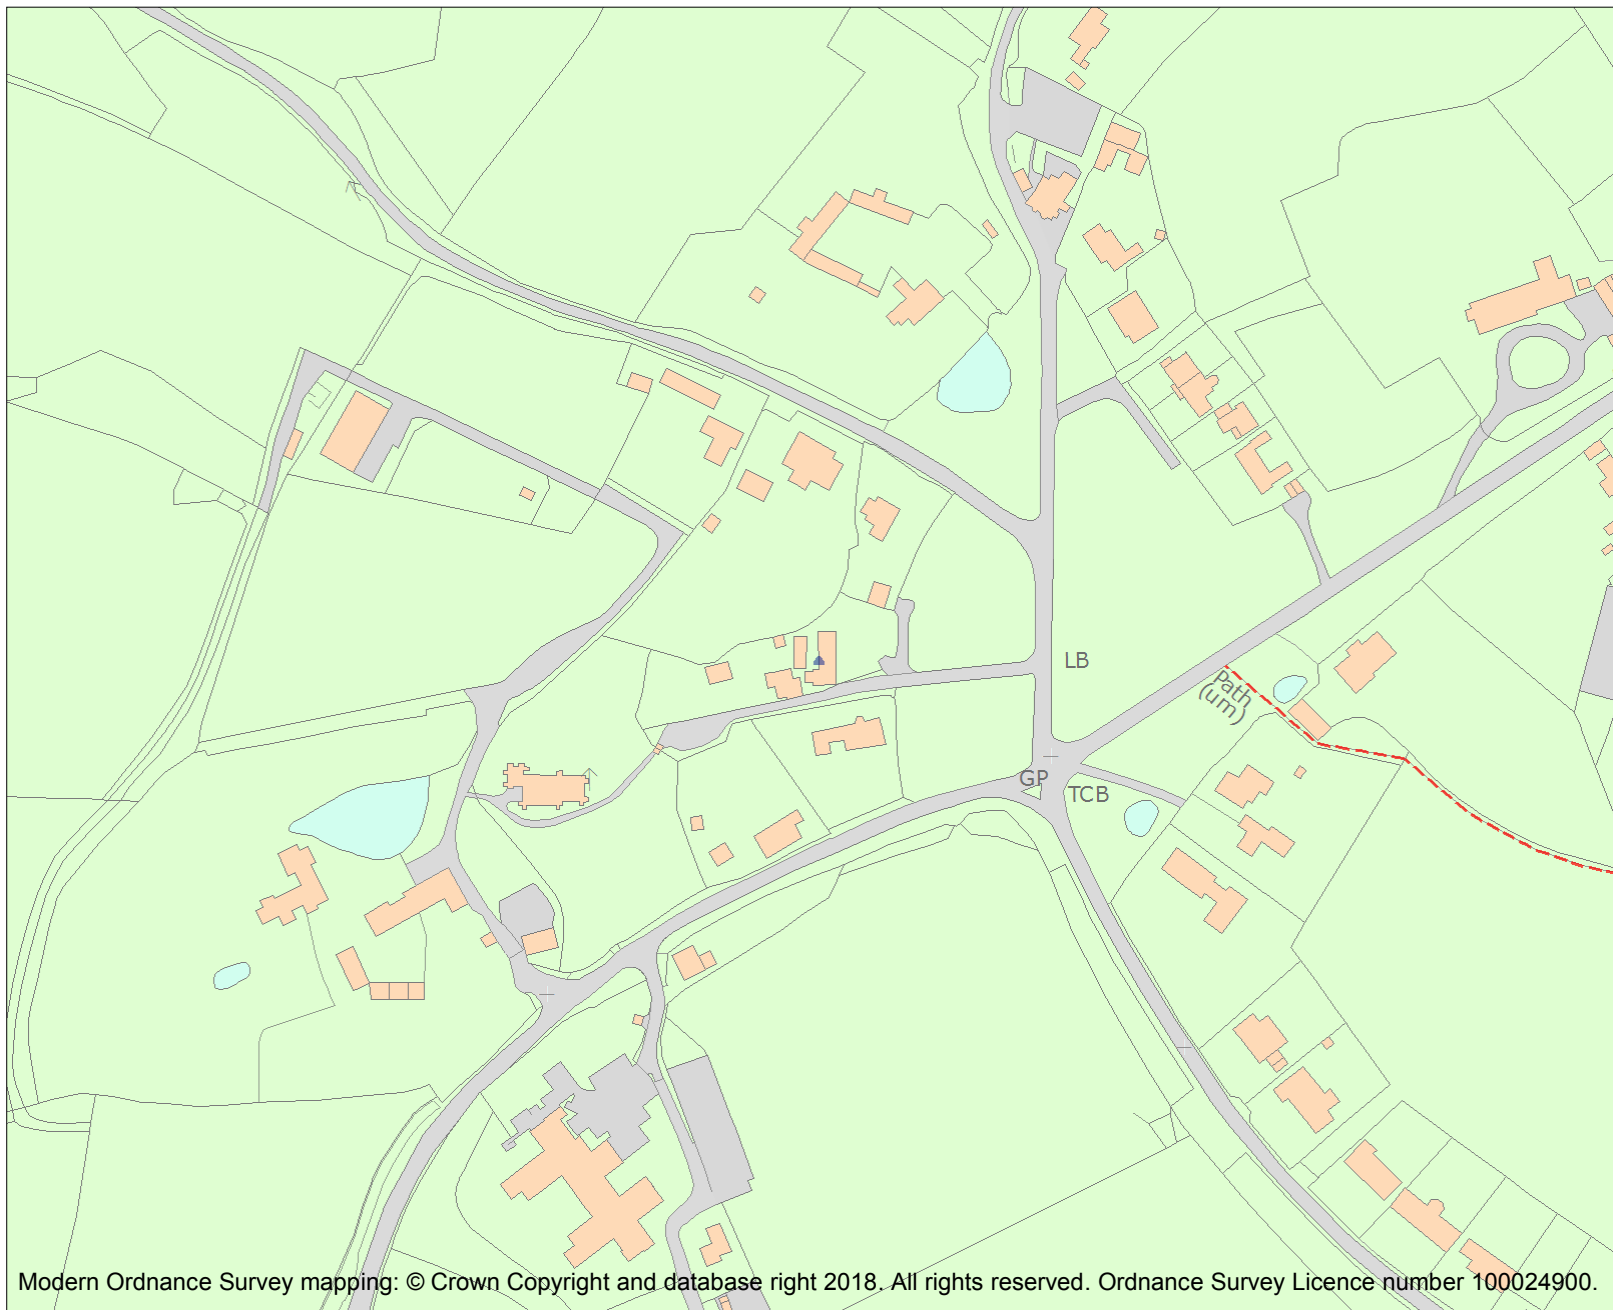 LB
Path
(um)
GP
TCB
Modern Ordnance Survey mapping: © Crown Copyright and database right 2018. All rights reserved. Ordnance Survey Licence number 100024900.